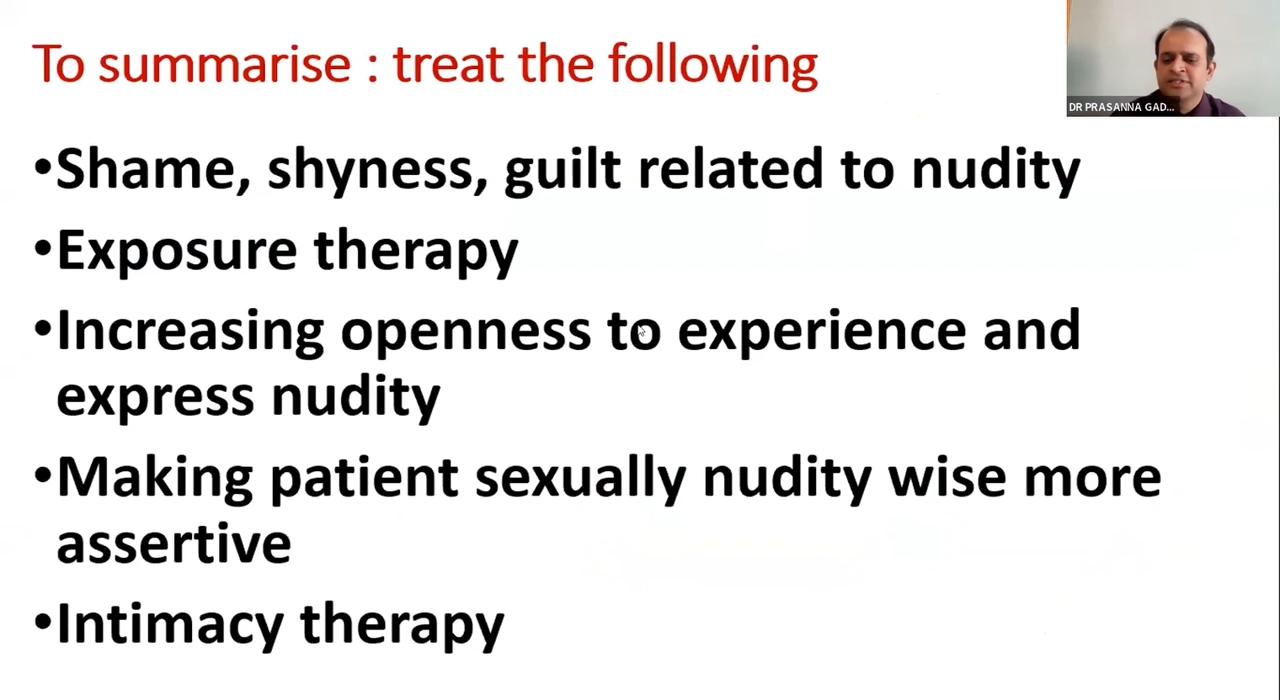 To summarise : treat the following
DR PRASANNA GAD...
•Shame, shyness, guilt related to nudity
•Exposure therapy
•Increasing openness to experience and
express nudity
•Making patient sexually nudity wise more
assertive
•Intimacy therapy